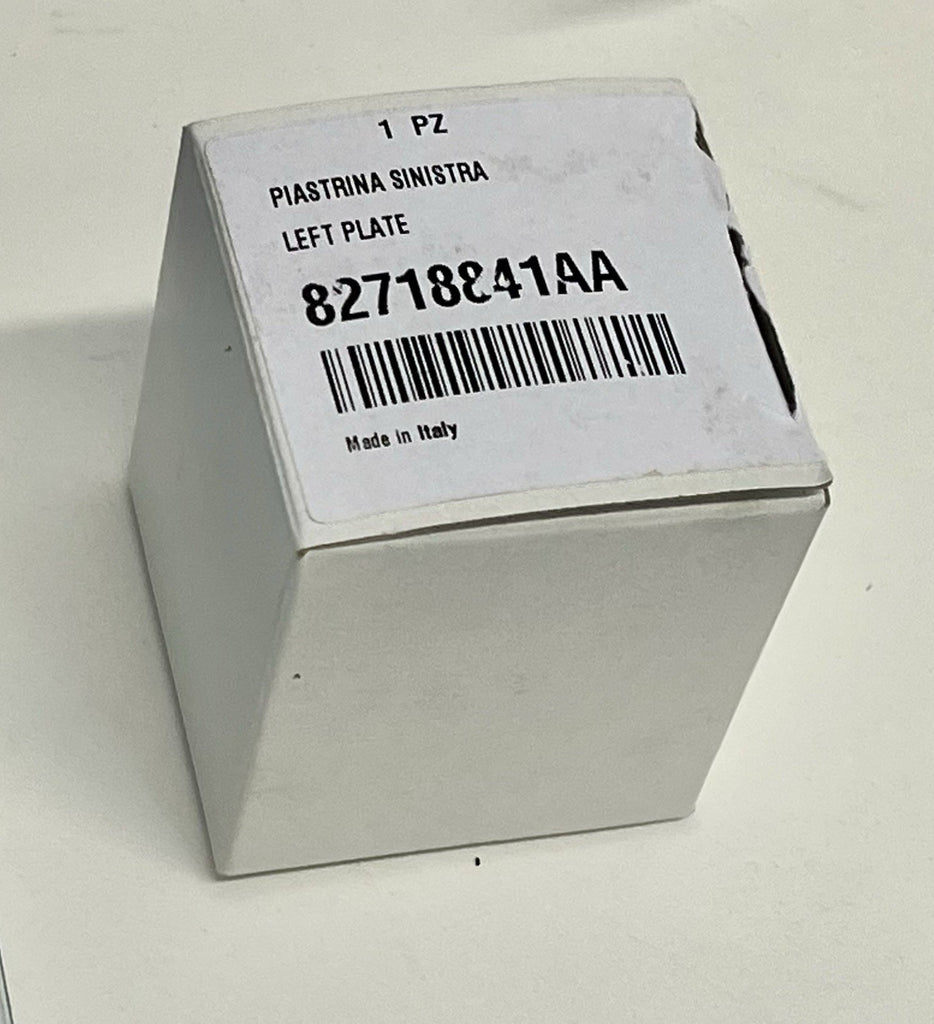 1 PZ
PIASTRINA SINISTRA
LEFT PLATE
82718841AA
Made in Italy